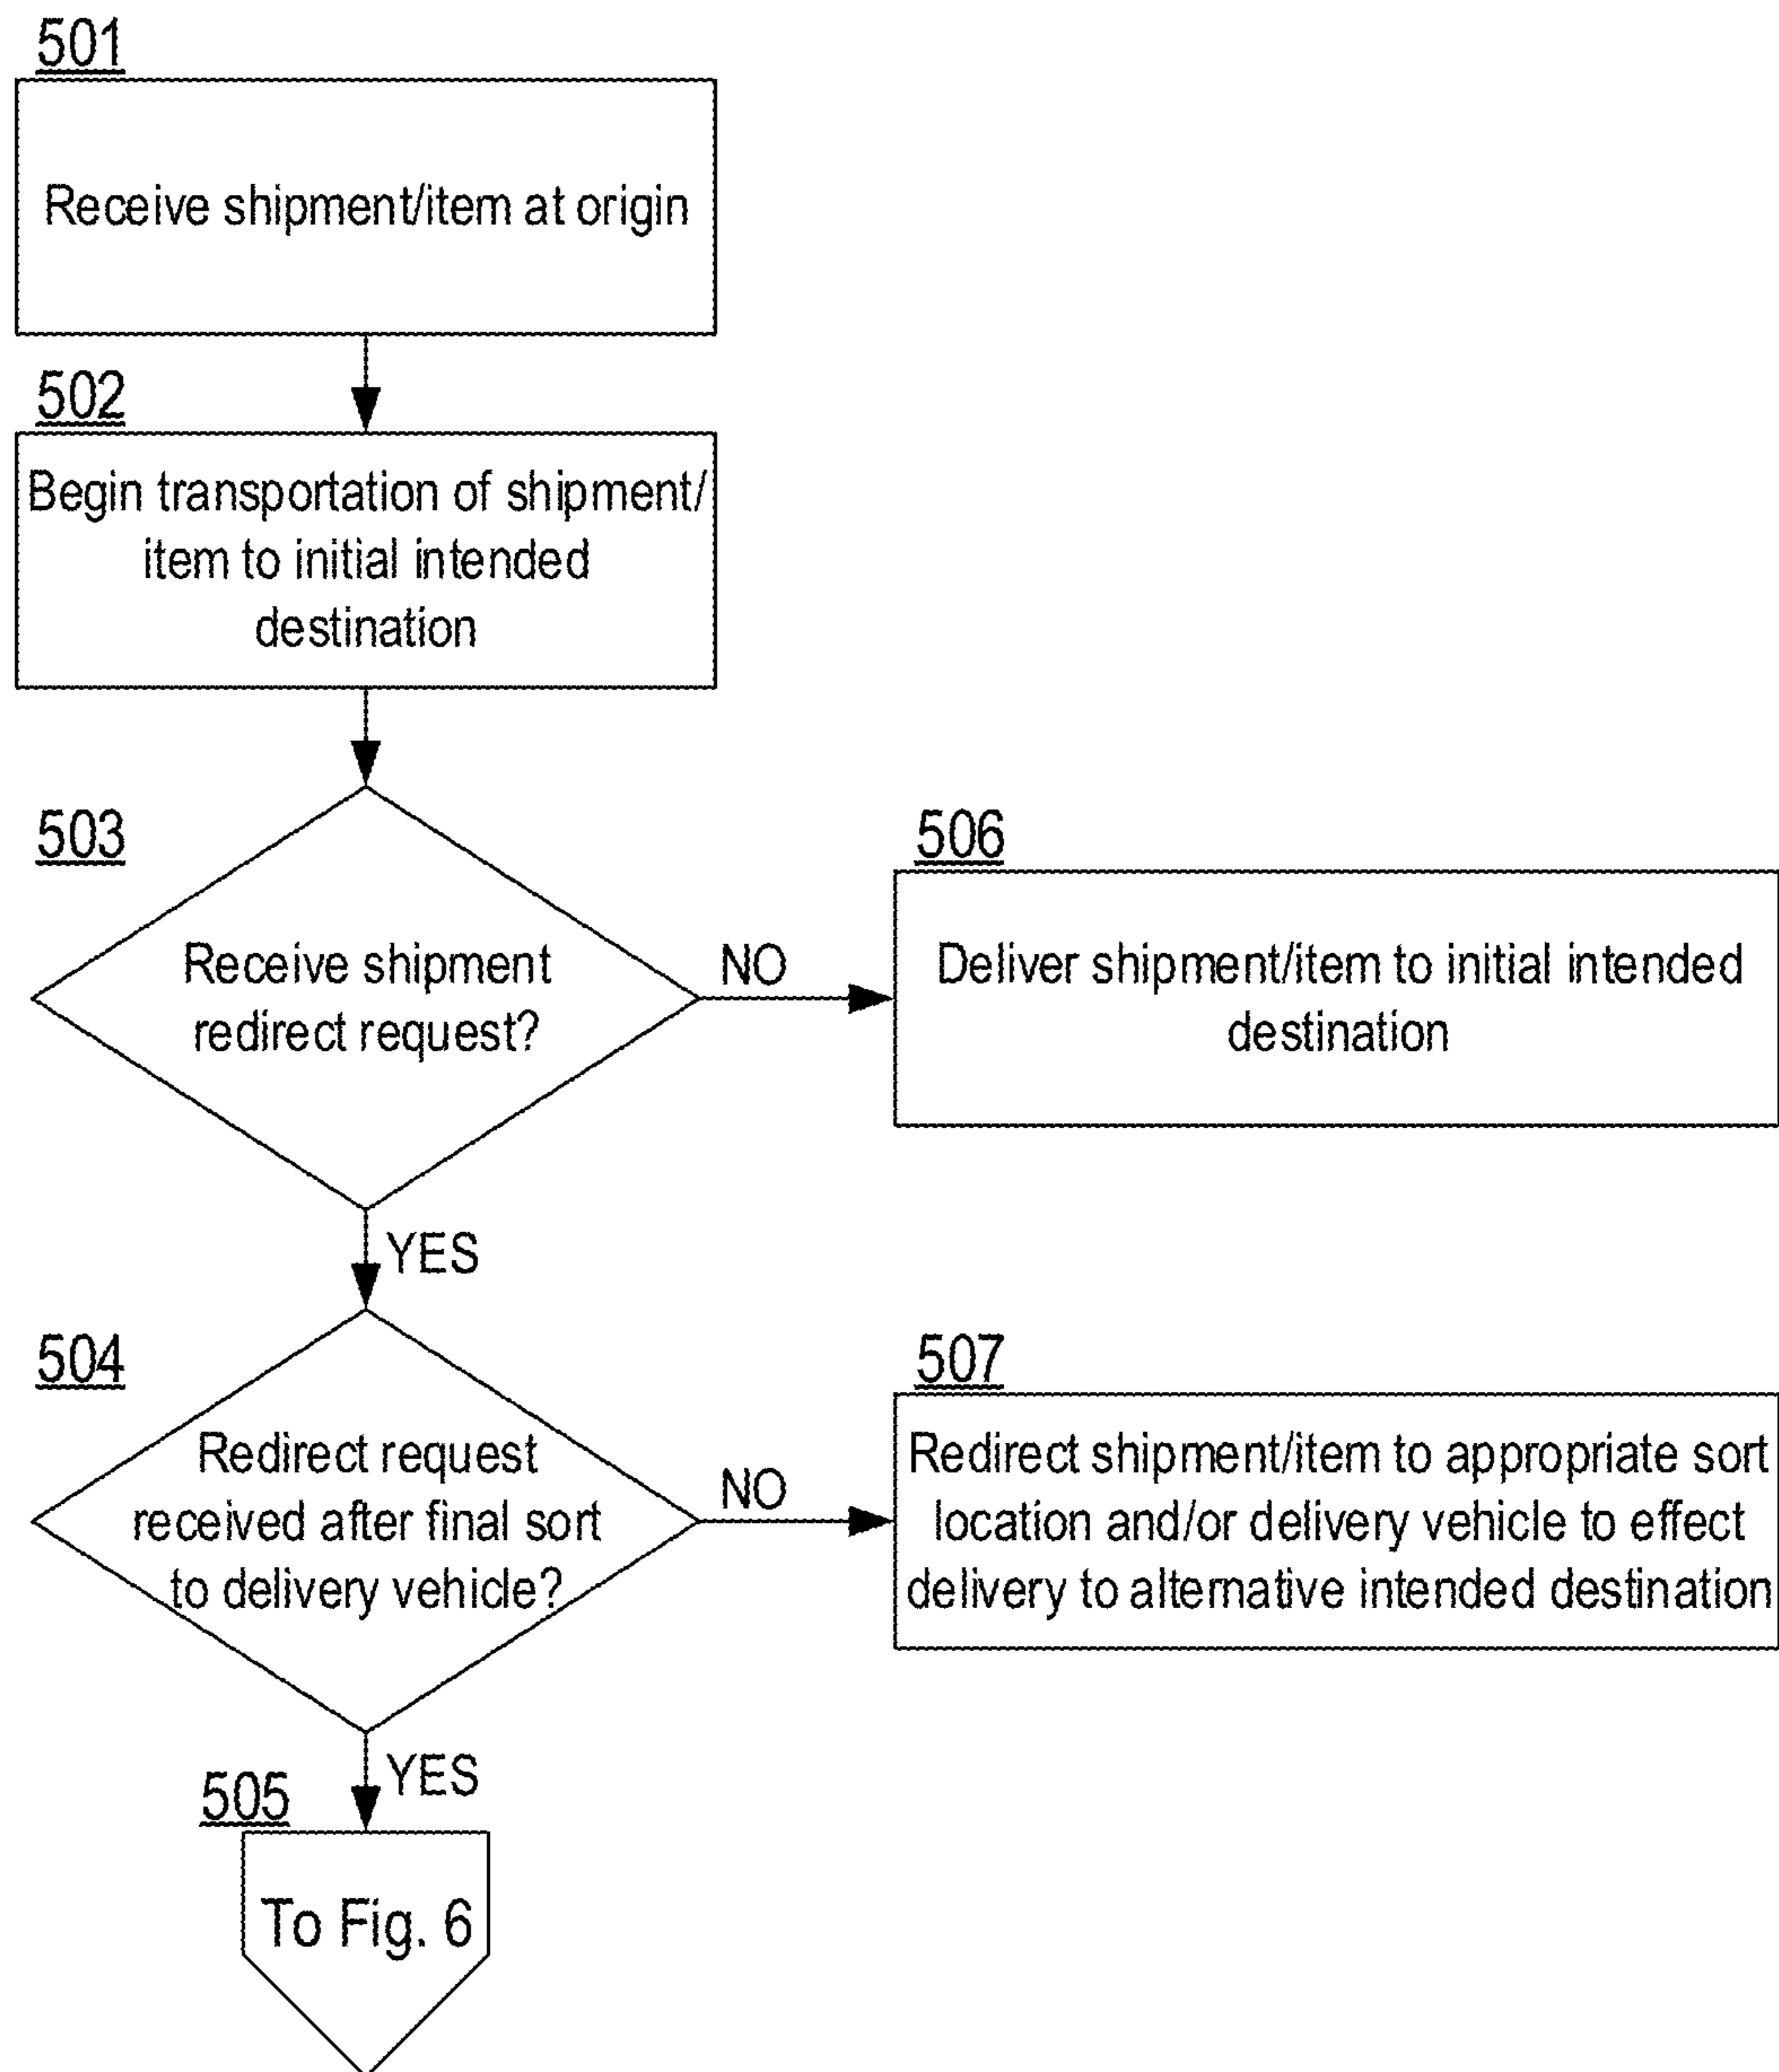 501
Receive shipment/item at origin
502
Begin transportation of shipment/
item to initial intended
destination
503
Receive shipment
redirect request?
NO
506
Deliver shipment/item to initial intended
destination
YES
504
Redirect request
received after final sort
to delivery vehicle?
NO
507
Redirect shipment/item to appropriate sort
location and/or delivery vehicle to effect
delivery to alternative intended destination
YES
505
To Fig. 6